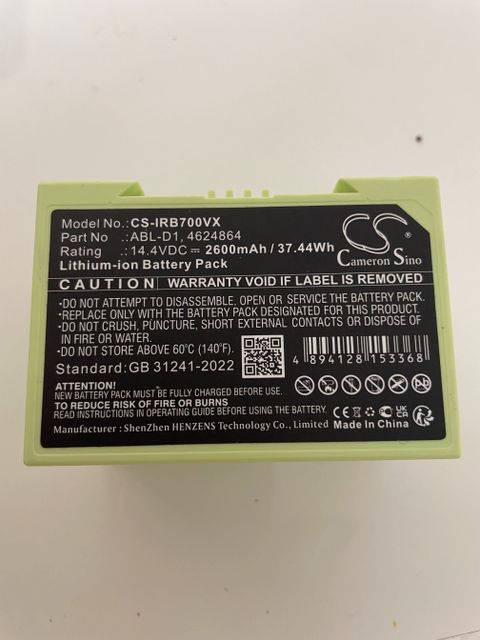 Model No.:CS-IRB700VX
Part No :ABL-D1, 4624864
Rating :14.4VDC⎓ 2600mAh / 37.44Wh
Lithium-ion Battery Pack
CS
Cameron Sino
CAUTION WARRANTY VOID IF LABEL IS REMOVED
•DO NOT ATTEMPT TO DISASSEMBLE, OPEN OR SERVICE THE BATTERY PACK.
•REPLACE ONLY WITH THE BATTERY PACK DESIGNATED FOR THIS PRODUCT.
•DO NOT CRUSH, PUNCTURE, SHORT EXTERNAL CONTACTS OR DISPOSE OF
IN FIRE OR WATER.
•DO NOT STORE ABOVE 60°C (140°F).
Standard:GB 31241-2022
4 894128 153368
ATTENTION!
NEW BATTERY PACK MUST BE FULLY CHARGED BEFORE USE.
TO REDUCE RISK OF FIRE OR BURNS
READ INSTRUCTIONS IN OPERATING GUIDE BEFORE USING THE BATTERY.
Manufacturer : ShenZhen HENZENS Technology Co., Limited
CE UK CA
Made In China